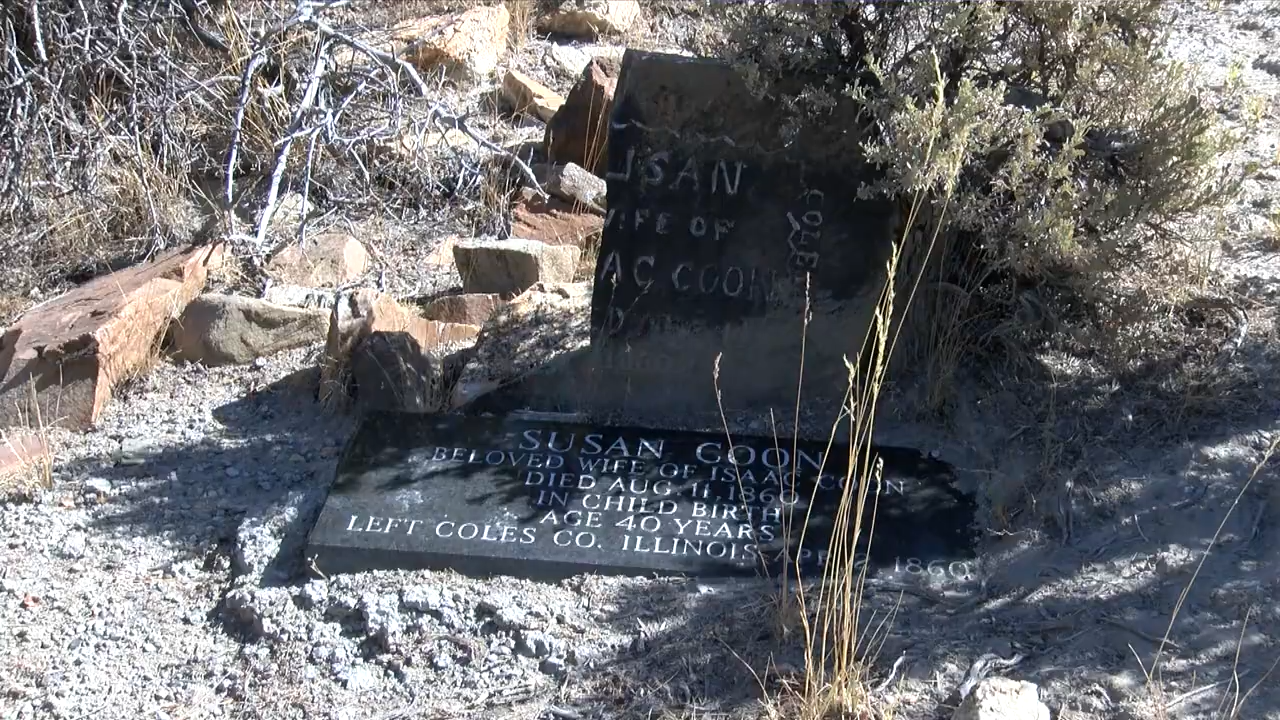 USAN
WIFE OF
AC COON
COLE
SUSAN COON
BELOVED WIFE OF ISAAC COON
DIED AUG. 11, 1860
IN CHILD BIRTH
AGE 40 YEARS
LEFT COLES CO. ILLINOIS 1860